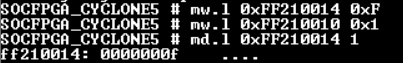 SOCFPGA_CYCLONE5 # mw.l 0xFF210014 0xF
SOCFPGA_CYCLONE5 # mw.l 0xFF210010 0x1
SOCFPGA_CYCLONE5 # md.l 0xFF210014 1
ff210014: 0000000f    ....